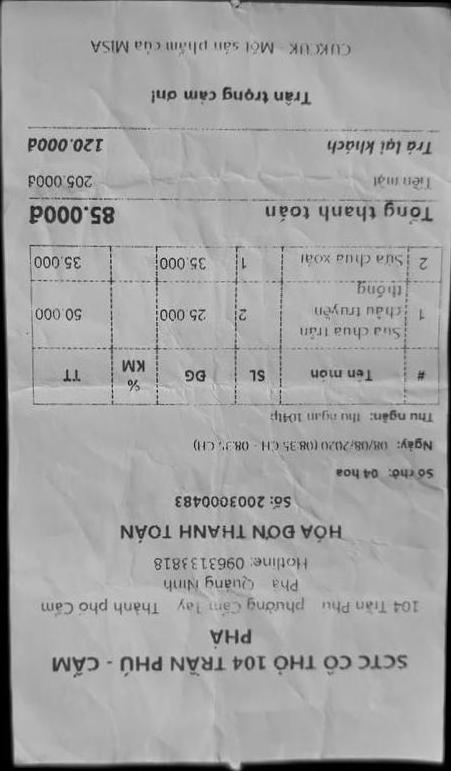 SCTC CÔ THỎ 104 TRẦN PHÚ - CẨM
PHẢ
104 Trần Phú phường Cẩm Tây Thành phố Cẩm
Phả Quảng Ninh
Hotline: 0963133818
HÓA ĐƠN THANH TOÁN
Số: 2003000483
Số chờ: 04 hoa
Ngày: 08/08/2020 (08:35 CH - 08:35 CH)
Thu ngân: thu ngan 104tp
# Tên món SL ĐG % KM TT
1 Sữa chua trân châu truyền thống 2 25.000 50.000
2 Sữa chua xoài 1 35.000 35.000
Tổng thanh toán 85.000đ
Tiền mặt 205.000đ
Trả lại khách 120.000đ
Trân trọng cảm ơn!
CUKCUK - Một sản phẩm của MISA